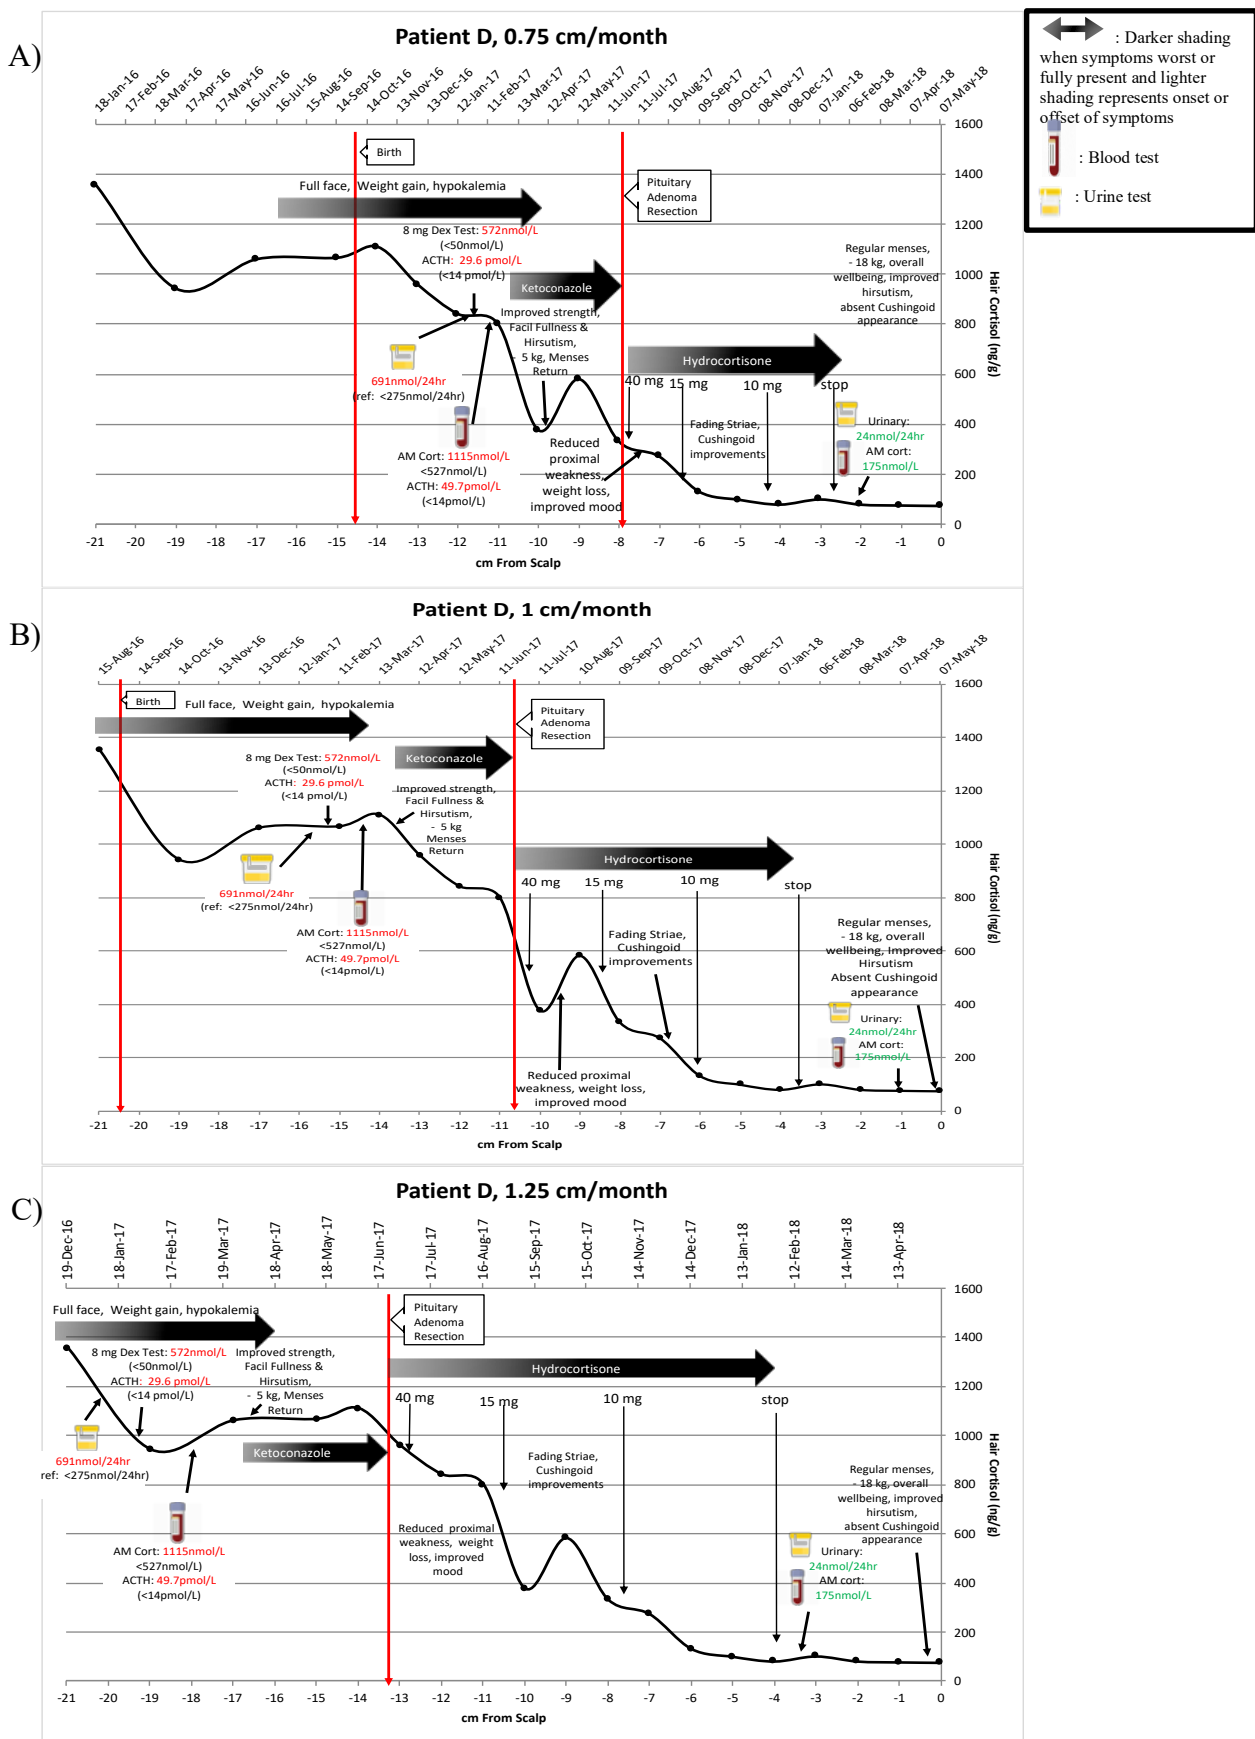 A)
Patient D, 0.75 cm/month
18-Jan-16
17-Feb-16
18-Mar-16
17-Apr-16
17-May-16
16-Jun-16
16-Jul-16
15-Aug-16
14-Sep-16
14-Oct-16
13-Nov-16
13-Dec-16
12-Jan-17
11-Feb-17
13-Mar-17
12-Apr-17
12-May-17
11-Jun-17
11-Jul-17
10-Aug-17
09-Sep-17
09-Oct-17
08-Nov-17
08-Dec-17
07-Jan-18
06-Feb-18
08-Mar-18
07-Apr-18
07-May-18
: Darker shading
when symptoms worst or
fully present and lighter
shading represents onset or
offset of symptoms
: Blood test
: Urine test
Birth
Full face, Weight gain, hypokalemia
Pituitary
Adenoma
Resection
8 mg Dex Test: 572nmol/L
(<50nmol/L)
ACTH: 29.6 pmol/L
(<14 pmol/L)
Ketoconazole
Improved strength,
Facil Fullness &
Hirsutism,
- 5 kg, Menses
Return
691nmol/24hr
(ref: <275nmol/24hr)
AM Cort: 1115nmol/L
<527nmol/L)
ACTH: 49.7pmol/L
(<14pmol/L)
Reduced
proximal
weakness,
weight loss,
improved mood
Hydrocortisone
40 mg
15 mg
10 mg
stop
Fading Striae,
Cushingoid
improvements
Regular menses,
- 18 kg, overall
wellbeing, improved
hirsutism,
absent Cushingoid
appearance
Urinary:
24nmol/24hr
AM cort:
175nmol/L
1600
1400
1200
1000
800
600
400
200
0
Hair Cortisol (ng/g)
-21 -20 -19 -18 -17 -16 -15 -14 -13 -12 -11 -10 -9 -8 -7 -6 -5 -4 -3 -2 -1 0
cm From Scalp
B)
Patient D, 1 cm/month
15-Aug-16
14-Sep-16
14-Oct-16
13-Nov-16
13-Dec-16
12-Jan-17
11-Feb-17
13-Mar-17
12-Apr-17
12-May-17
11-Jun-17
11-Jul-17
10-Aug-17
09-Sep-17
09-Oct-17
08-Nov-17
08-Dec-17
07-Jan-18
06-Feb-18
08-Mar-18
07-Apr-18
07-May-18
Birth
Full face, Weight gain, hypokalemia
Pituitary
Adenoma
Resection
8 mg Dex Test: 572nmol/L
(<50nmol/L)
ACTH: 29.6 pmol/L
(<14 pmol/L)
Ketoconazole
Improved strength,
Facil Fullness &
Hirsutism,
- 5 kg
Menses
Return
691nmol/24hr
(ref: <275nmol/24hr)
AM Cort: 1115nmol/L
<527nmol/L)
ACTH: 49.7pmol/L
(<14pmol/L)
Hydrocortisone
40 mg
15 mg
10 mg
stop
Fading Striae,
Cushingoid
improvements
Reduced proximal
weakness, weight loss,
improved mood
Regular menses,
- 18 kg, overall
wellbeing, Improved
Hirsutism
Absent Cushingoid
appearance
Urinary:
24nmol/24hr
AM cort:
175nmol/L
1600
1400
1200
1000
800
600
400
200
0
Hair Cortisol (ng/g)
-21 -20 -19 -18 -17 -16 -15 -14 -13 -12 -11 -10 -9 -8 -7 -6 -5 -4 -3 -2 -1 0
cm From Scalp
C)
Patient D, 1.25 cm/month
19-Dec-16
18-Jan-17
17-Feb-17
19-Mar-17
18-Apr-17
18-May-17
17-Jun-17
17-Jul-17
16-Aug-17
15-Sep-17
15-Oct-17
14-Nov-17
14-Dec-17
13-Jan-18
12-Feb-18
14-Mar-18
13-Apr-18
Full face, Weight gain, hypokalemia
Pituitary
Adenoma
Resection
8 mg Dex Test: 572nmol/L
(<50nmol/L)
ACTH: 29.6 pmol/L
(<14 pmol/L)
Improved strength,
Facil Fullness &
Hirsutism,
- 5 kg, Menses
Return
Ketoconazole
691nmol/24hr
ref: <275nmol/24hr)
AM Cort: 1115nmol/L
<527nmol/L)
ACTH: 49.7pmol/L
(<14pmol/L)
Hydrocortisone
40 mg
15 mg
10 mg
stop
Fading Striae,
Cushingoid
improvements
Reduced proximal
weakness, weight
loss, improved
mood
Regular menses,
- 18 kg, overall
wellbeing, improved
hirsutism,
absent Cushingoid
appearance
Urinary:
24nmol/24hr
AM cort:
175nmol/L
1600
1400
1200
1000
800
600
400
200
0
Hair Cortisol (ng/g)
-21 -20 -19 -18 -17 -16 -15 -14 -13 -12 -11 -10 -9 -8 -7 -6 -5 -4 -3 -2 -1 0
cm From Scalp